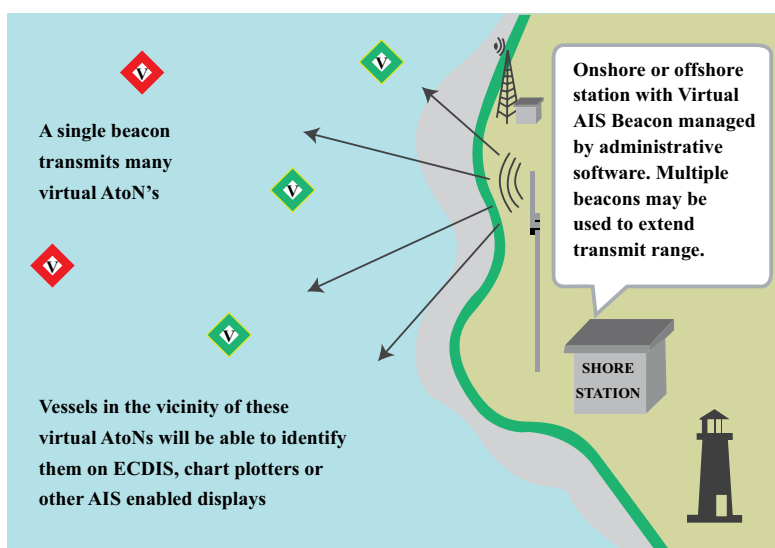 V
V
A single beacon
transmits many
virtual AtoN's
V
V
V
Vessels in the vicinity of these
virtual AtoNs will be able to identify
them on ECDIS, chart plotters or
other AIS enabled displays
Onshore or offshore
station with Virtual
AIS Beacon managed
by administrative
software. Multiple
beacons may be
used to extend
transmit range.
SHORE
STATION